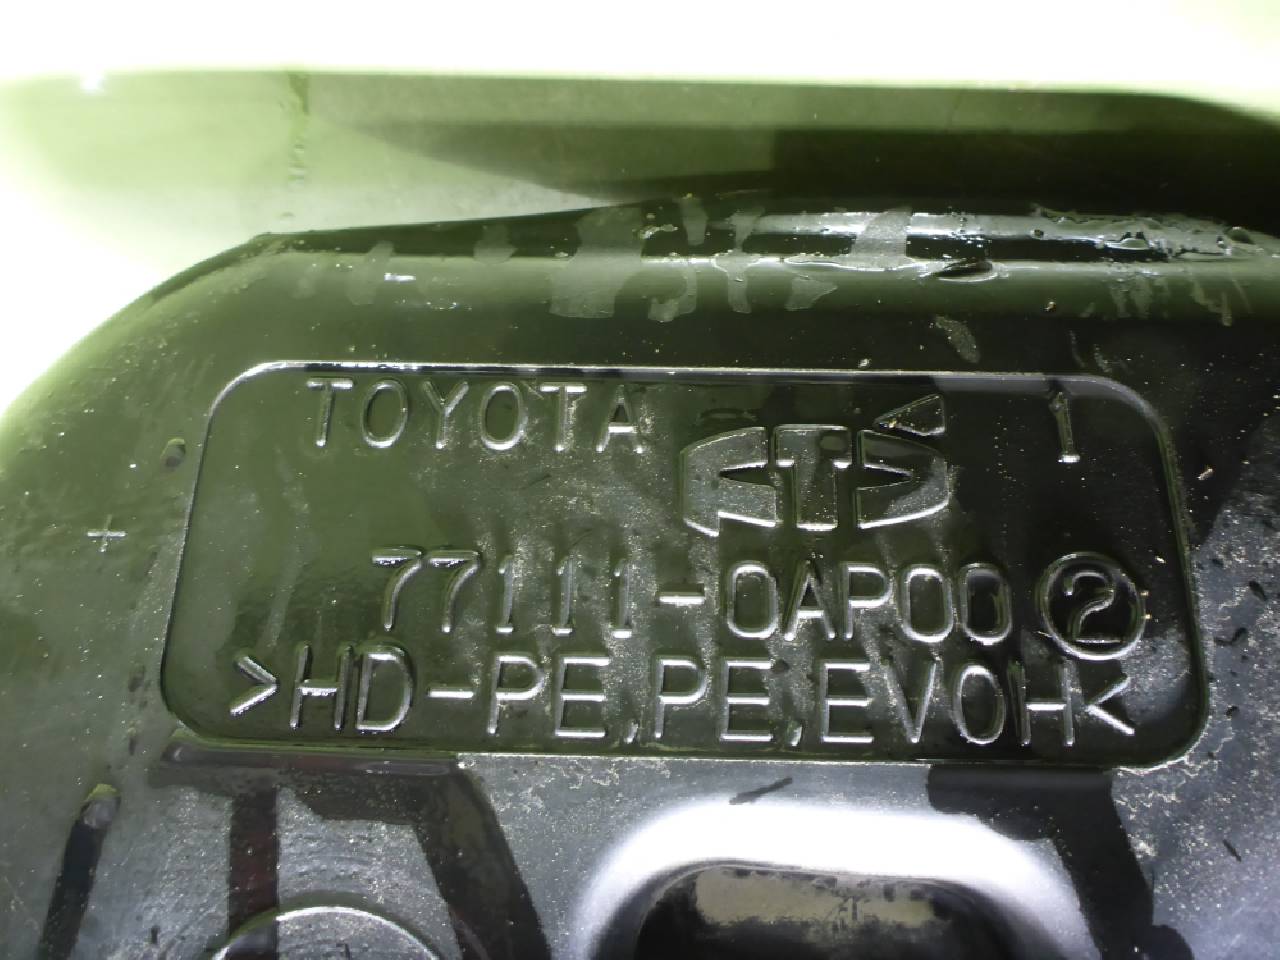 TOYOTA 1
77111-0AP00 ②
>HD-PE,PE,EVOH<